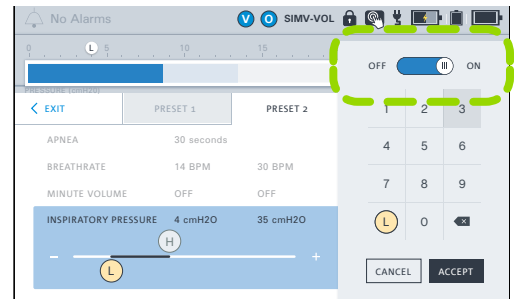 No Alarms V O SIMV-VOL
0 L 5 10 15
PRESSURE (cmH20)
OFF ON
EXIT PRESET 1 PRESET 2
1 2 3
APNEA 30 seconds
4 5 6
BREATHRATE 14 BPM 30 BPM
7 8 9
MINUTE VOLUME OFF OFF
INSPIRATORY PRESSURE 4 cmH2O 35 cmH2O
L 0
H
- +
L
CANCEL ACCEPT